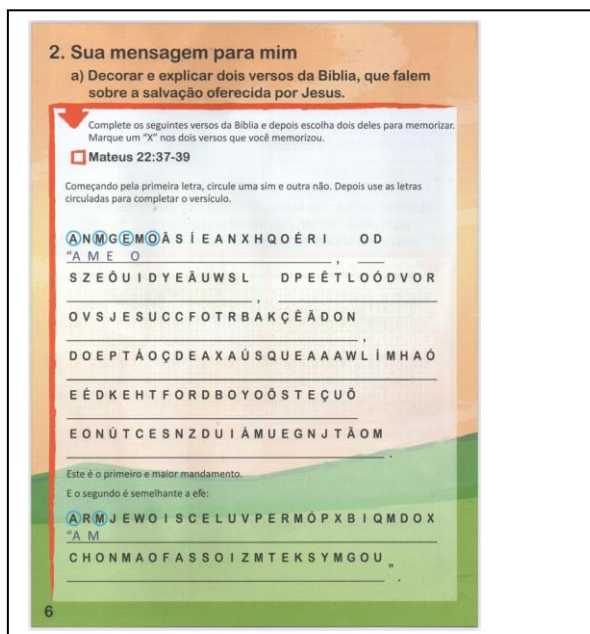 2. Sua mensagem para mim
a) Decorar e explicar dois versos da Bíblia, que falem
sobre a salvação oferecida por Jesus.
Complete os seguintes versos da Bíblia e depois escolha dois deles para memorizar.
Marque um "X" nos dois versos que você memorizou.
Mateus 22:37-39
Começando pela primeira letra, circule uma sim e outra não. Depois use as letras
circuladas para completar o versículo.
A N M G E M O Ã S Í E A N X H Q O É R I O D
"A M E O ,
S Z E Ô U I D Y E Ã U W S L D P E Ê T L O Ó D V O R
,
O V S J E S U C C F O T R B A K Ç Ê Ã D O N
,
D O E P T Á O Ç D E A X A Ú S Q U E A A A W L Í M H A Ó
E É D K E H T F O R D B O Y O Õ S T E Ç U Õ
E O N Û T C E S N Z D U I Á M U E G N J T Ã O M
.
Este é o primeiro e maior mandamento.
E o segundo é semelhante a ele:
A R M J E W O I S C E L U V P E R M Ó P X B I Q M D O X
"A M
C H O N M A O F A S S O I Z M T E K S Y M G O U
" .
6